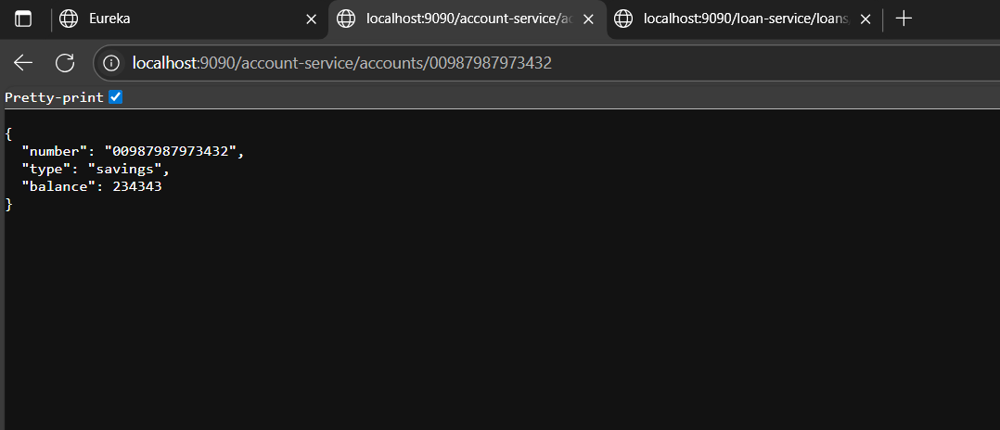 Eureka
localhost:9090/account-service/ac
localhost:9090/loan-service/loans
localhost:9090/account-service/accounts/00987987973432
Pretty-print
{
"number": "00987987973432",
"type": "savings",
"balance": 234343
}